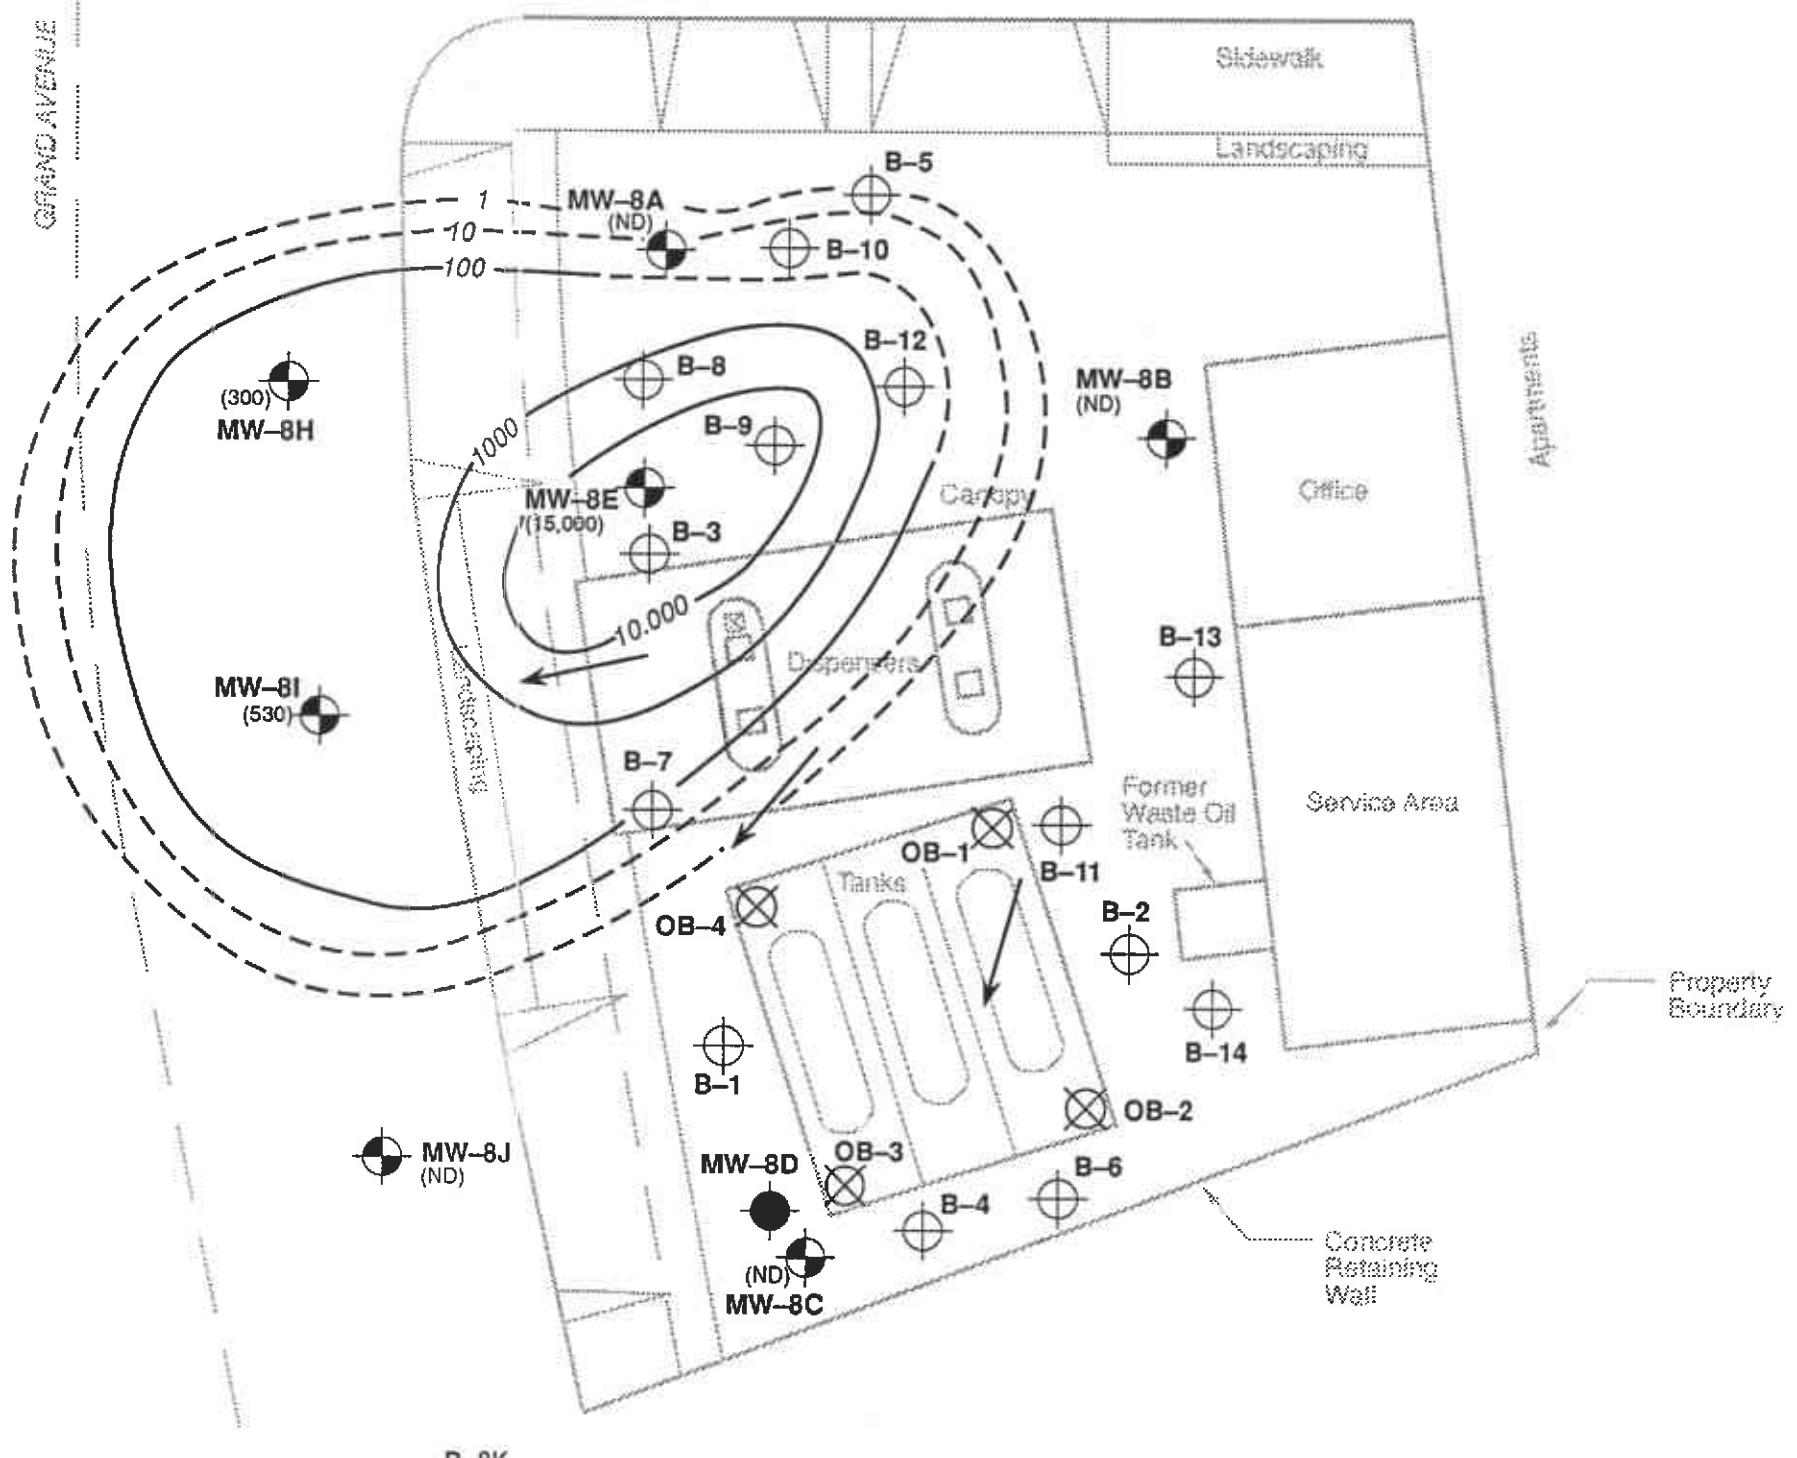 GRAND AVENUE
Sidewalk
Landscaping
B–5
1
MW–8A
(ND)
10
B–10
100
B–12
B–8
MW–8B
(ND)
(300)
MW–8H
B–9
1000
Apartments
MW–8E
(15,000)
Canopy
Office
B–3
10.000
B–13
Dispensers
MW–8I
(530)
B–7
Former
Waste Oil
Tank
Service Area
OB–1
B–11
Tanks
OB–4
B–2
Property
Boundary
B–14
B–1
OB–2
MW–8J
(ND)
OB–3
MW–8D
B–6
B–4
Concrete
Retaining
Wall
(ND)
MW–8C